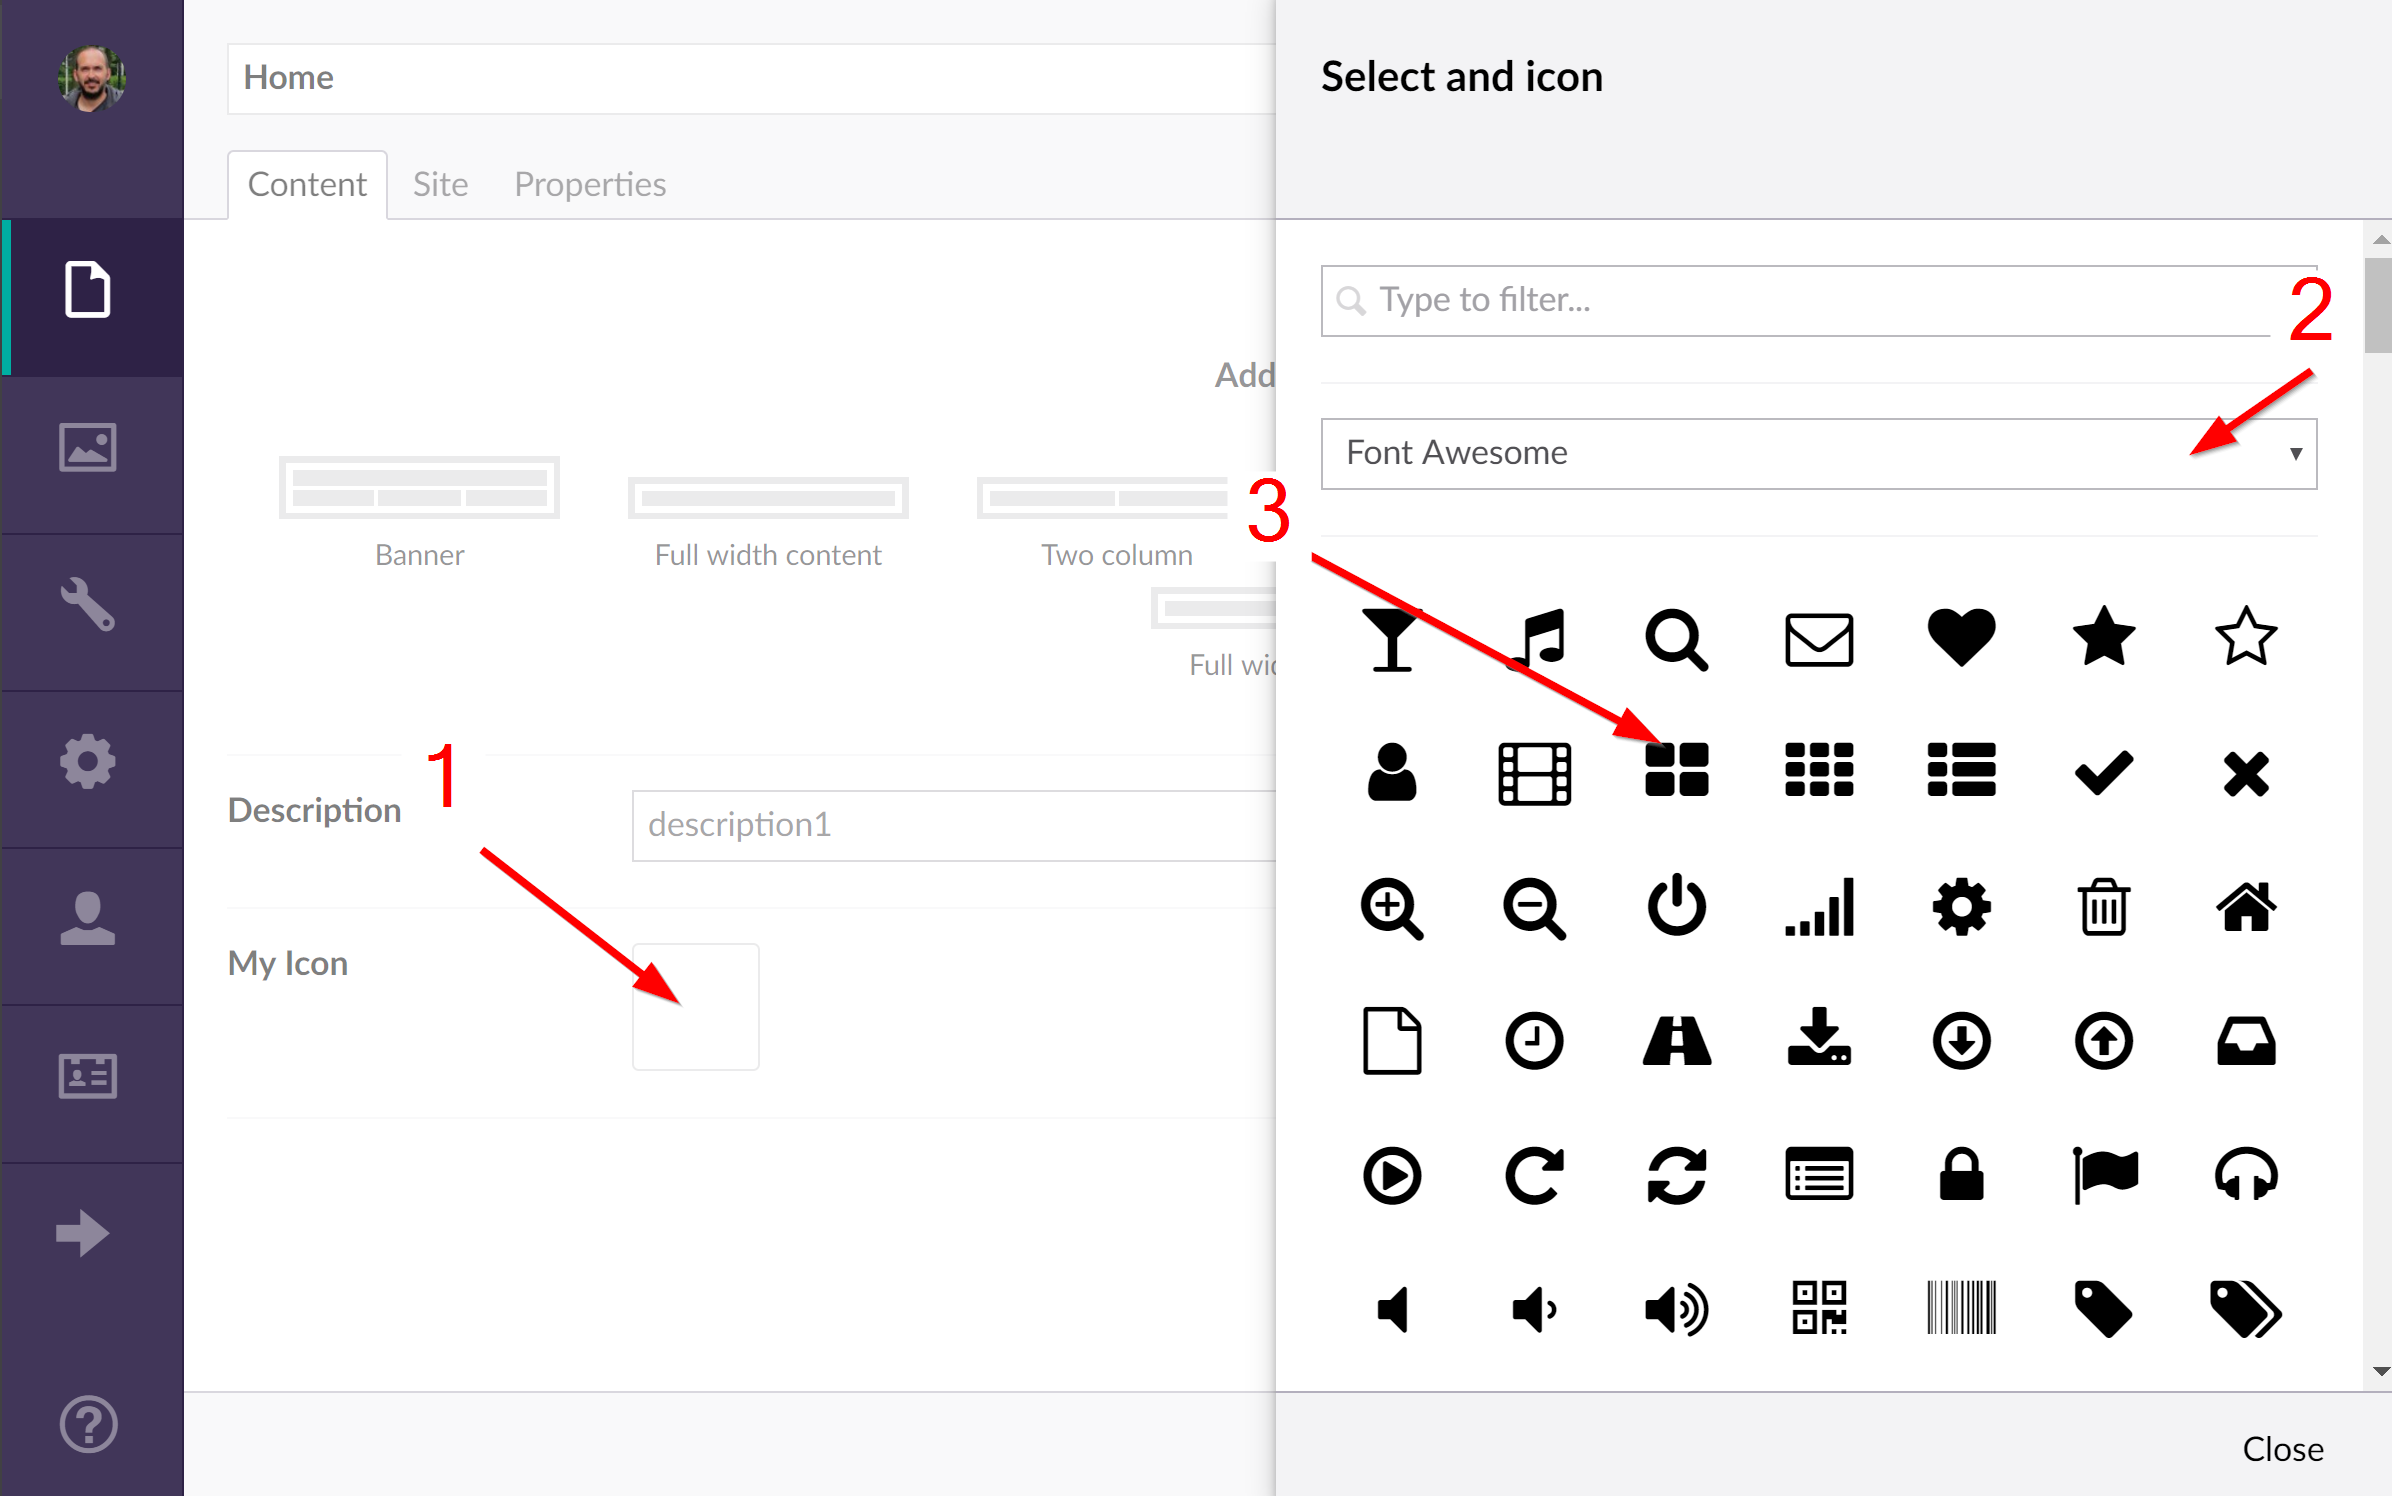 Home
Select and icon
Content
Site
Properties
Type to filter...
2
Add
Font Awesome
3
Banner
Full width content
Two column
Full wi
1
Description
description1
My Icon
Close